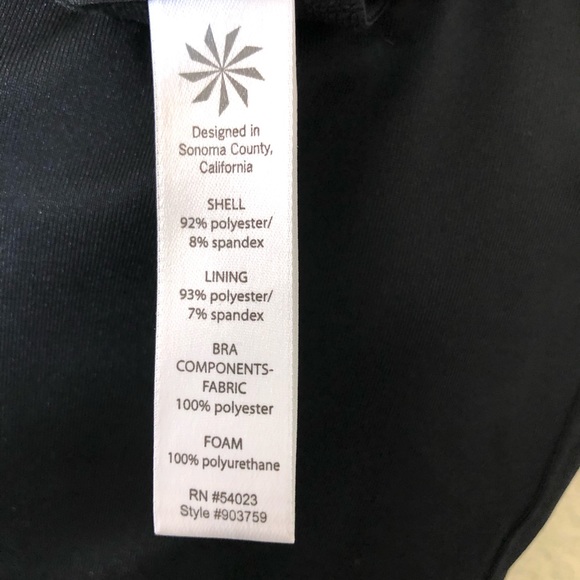 Designed in
Sonoma County,
California
SHELL
92% polyester/
8% spandex
LINING
93% polyester/
7% spandex
BRA
COMPONENTS-
FABRIC
100% polyester
FOAM
100% polyurethane
RN #54023
Style #903759